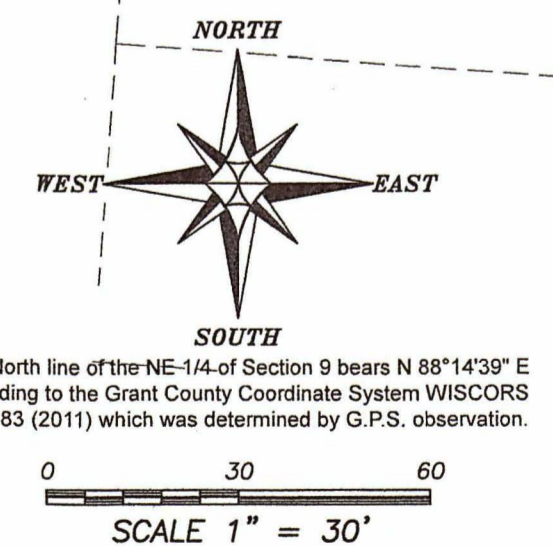 NORTH
WEST EAST
SOUTH
North line of the NE 1/4 of Section 9 bears N 88°14'39" E
ding to the Grant County Coordinate System WISCORS
83 (2011) which was determined by G.P.S. observation.
0 30 60
SCALE 1" = 30'